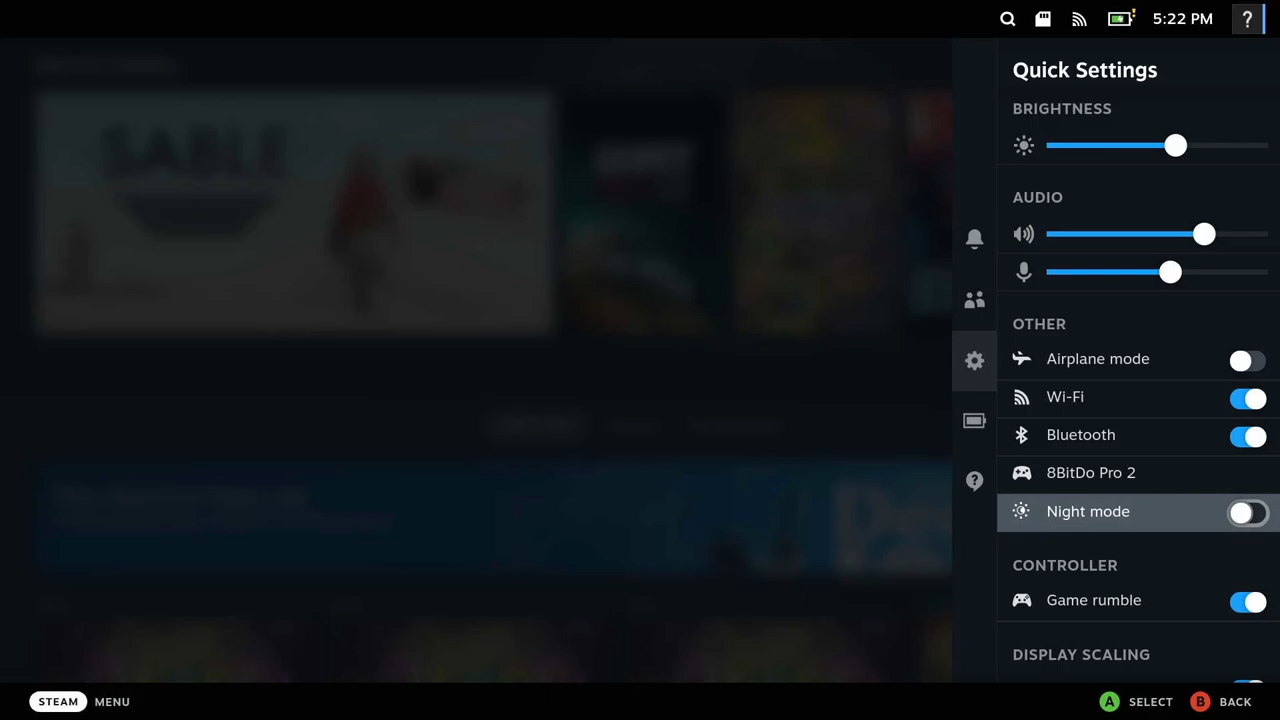 5:22 PM
?
Quick Settings
BRIGHTNESS
AUDIO
OTHER
Airplane mode
Wi-Fi
Bluetooth
8BitDo Pro 2
Night mode
CONTROLLER
Game rumble
DISPLAY SCALING
SABLE
STEAM MENU
A SELECT B BACK